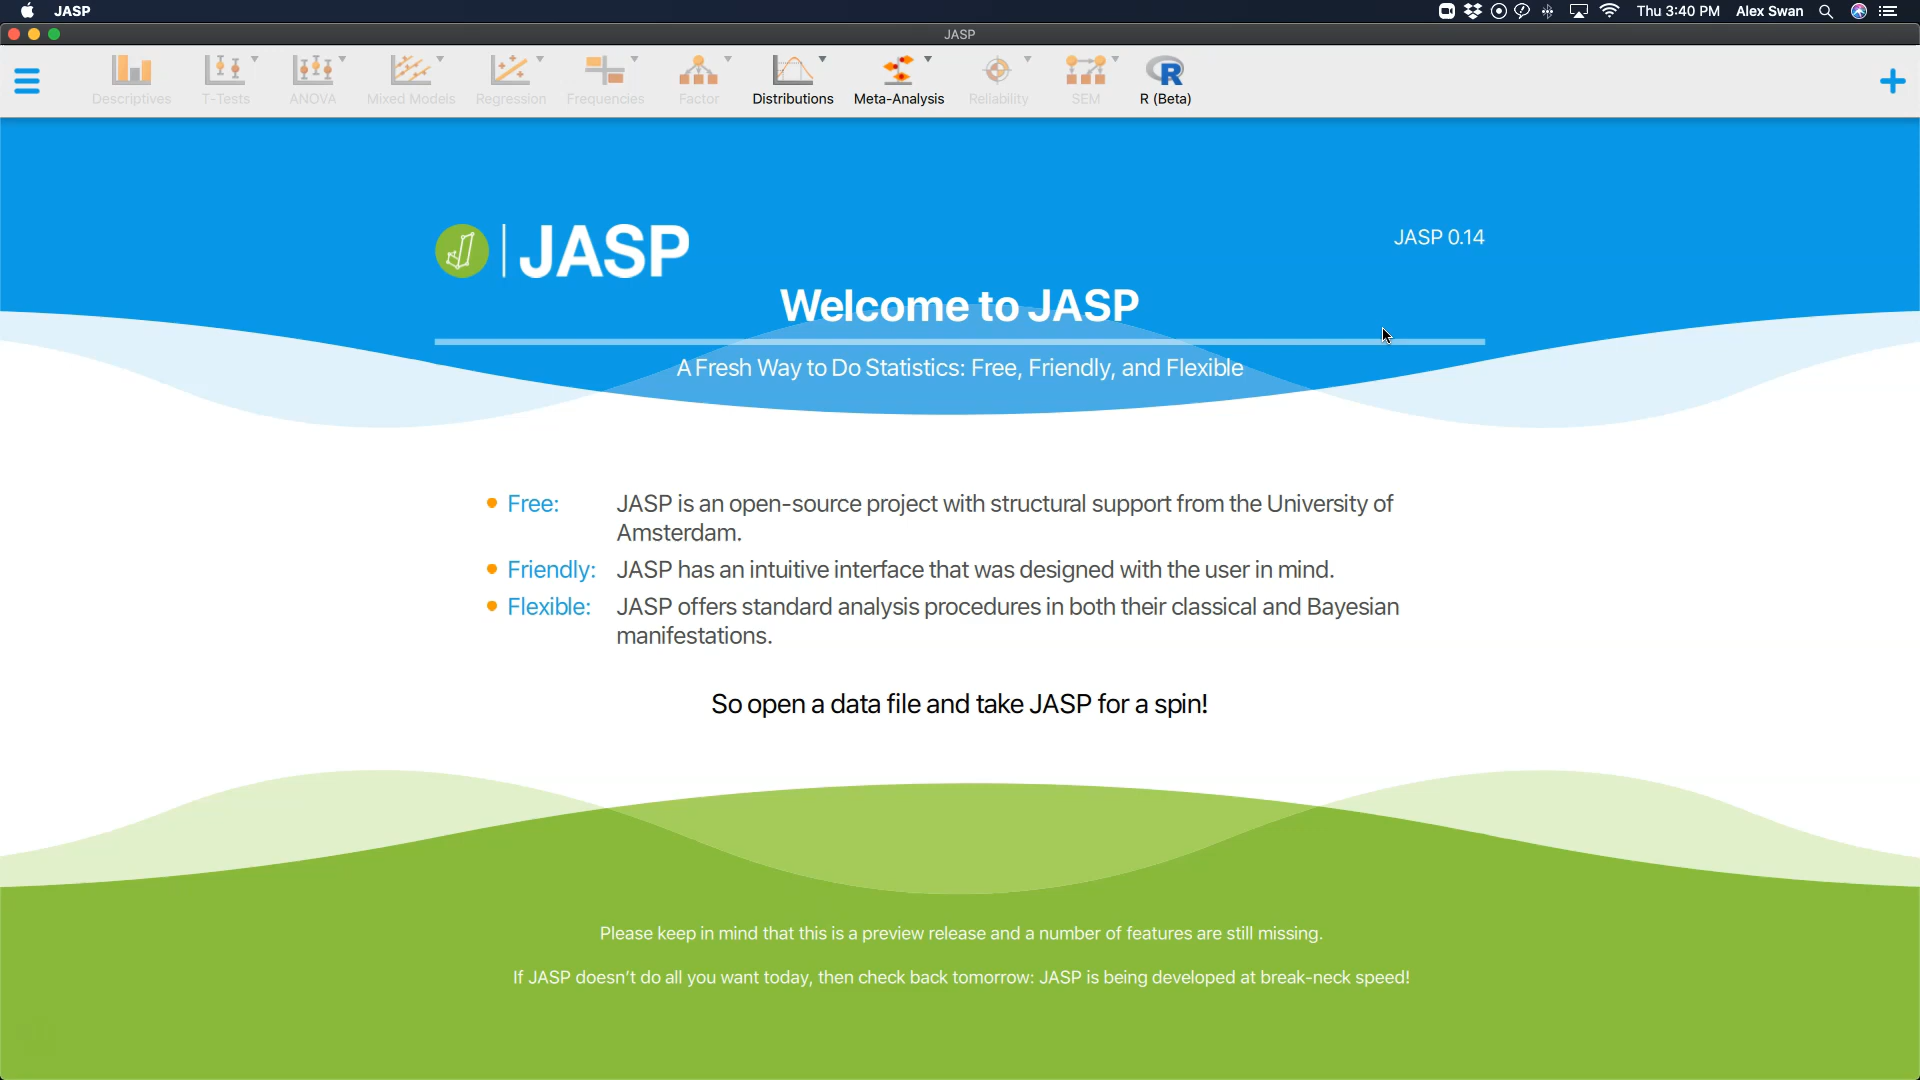 JASP
Thu 3:40 PM Alex Swan
JASP
Descriptives T-Tests ANOVA Mixed Models Regression Frequencies Factor Distributions Meta-Analysis Reliability SEM R (Beta)
JASP
JASP 0.14
Welcome to JASP
A Fresh Way to Do Statistics: Free, Friendly, and Flexible
Free: JASP is an open-source project with structural support from the University of
Amsterdam.
Friendly: JASP has an intuitive interface that was designed with the user in mind.
Flexible: JASP offers standard analysis procedures in both their classical and Bayesian
manifestations.
So open a data file and take JASP for a spin!
Please keep in mind that this is a preview release and a number of features are still missing.
If JASP doesn't do all you want today, then check back tomorrow: JASP is being developed at break-neck speed!